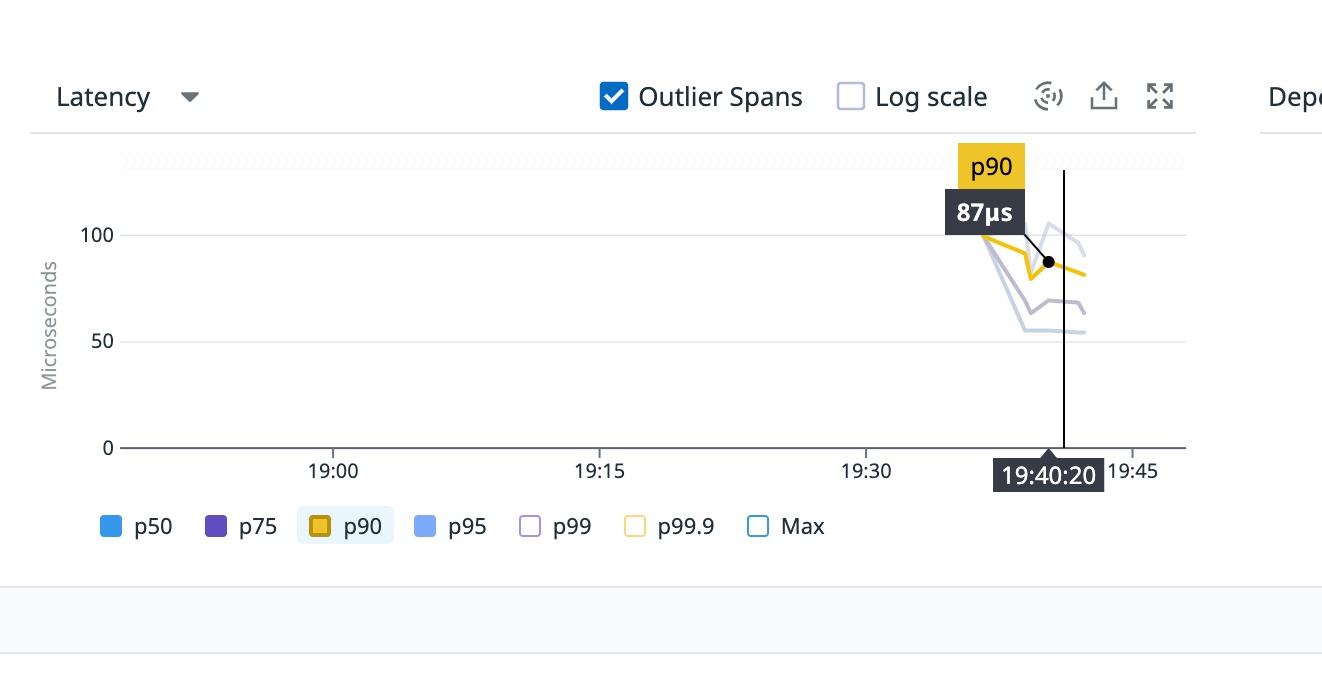 Latency
Outlier Spans
Log scale
p90
87µs
100
50
0
Microseconds
19:00
19:15
19:30
19:40:20
19:45
p50
p75
p90
p95
p99
p99.9
Max